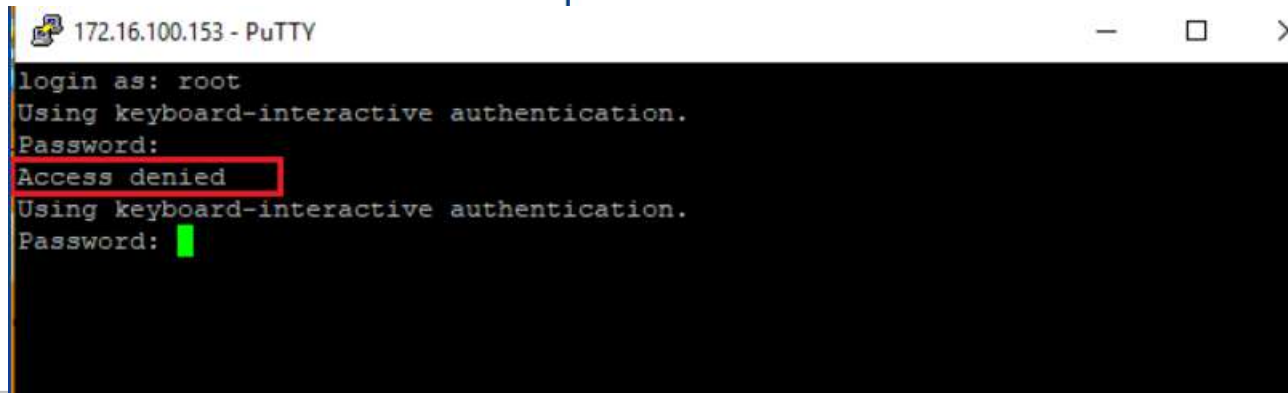 172.16.100.153 - PuTTY
login as: root
Using keyboard-interactive authentication.
Password:
Access denied
Using keyboard-interactive authentication.
Password: